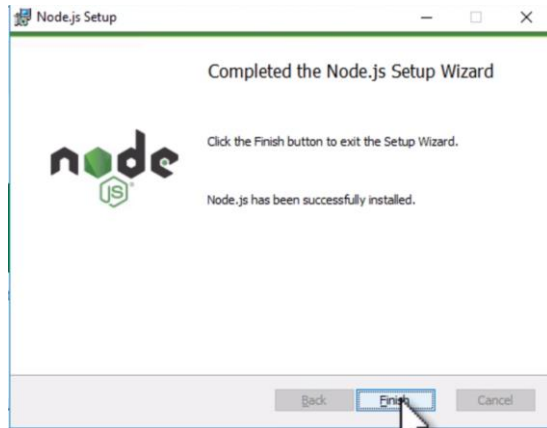 Node.js Setup
Completed the Node.js Setup Wizard
Click the Finish button to exit the Setup Wizard.
node
JS
Node.js has been successfully installed.
Back Finish Cancel